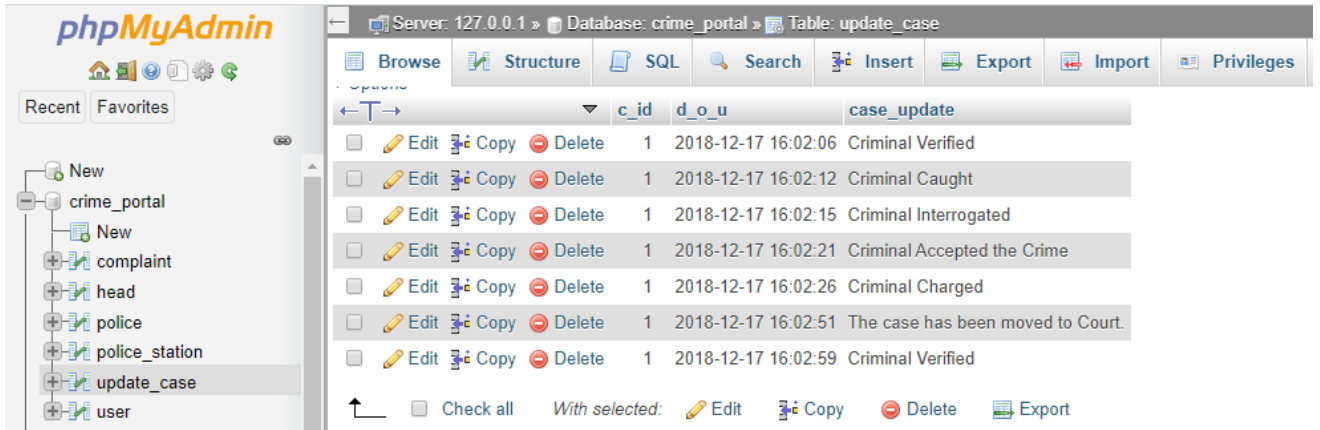 phpMyAdmin
Recent Favorites
New
crime_portal
New
complaint
head
police
police_station
update_case
user
Server: 127.0.0.1 » Database: crime_portal » Table: update_case
Browse Structure SQL Search Insert Export Import Privileges
Options
c_id d_o_u case_update
Edit Copy Delete 1 2018-12-17 16:02:06 Criminal Verified
Edit Copy Delete 1 2018-12-17 16:02:12 Criminal Caught
Edit Copy Delete 1 2018-12-17 16:02:15 Criminal Interrogated
Edit Copy Delete 1 2018-12-17 16:02:21 Criminal Accepted the Crime
Edit Copy Delete 1 2018-12-17 16:02:26 Criminal Charged
Edit Copy Delete 1 2018-12-17 16:02:51 The case has been moved to Court.
Edit Copy Delete 1 2018-12-17 16:02:59 Criminal Verified
Check all With selected: Edit Copy Delete Export